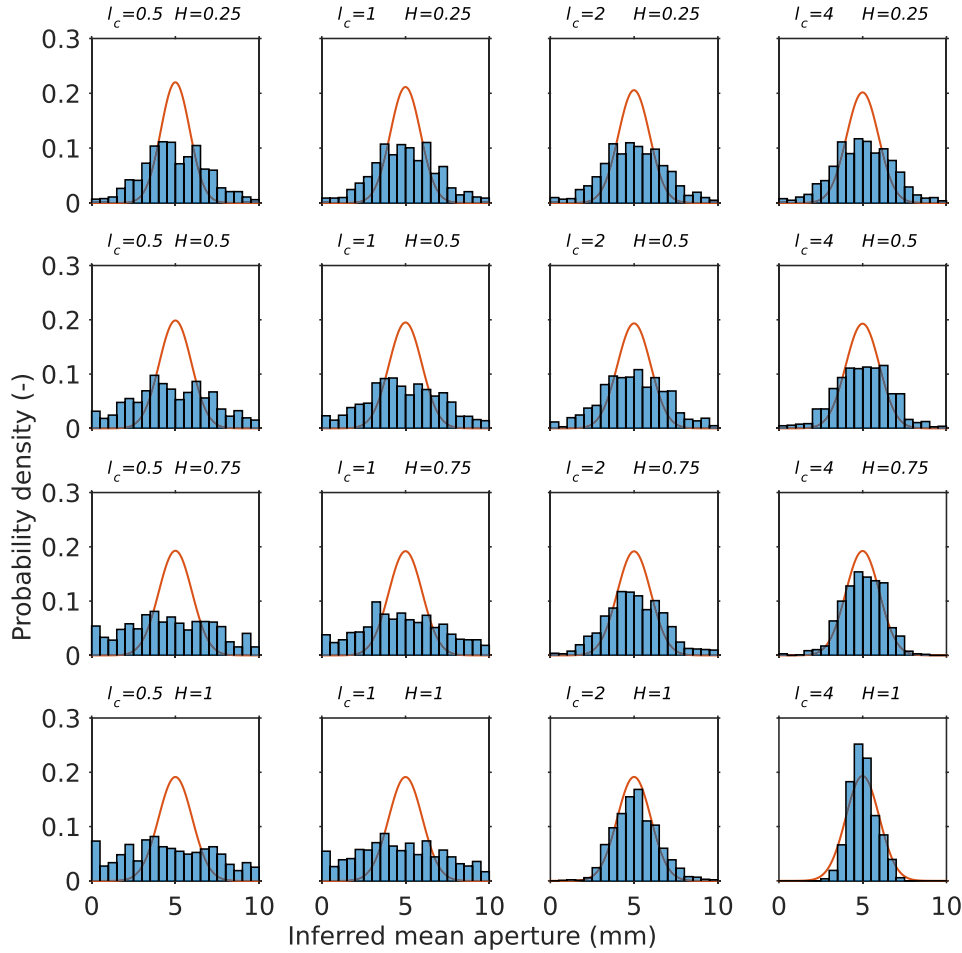 l_c=0.5 H=0.25
l_c=1 H=0.25
l_c=2 H=0.25
l_c=4 H=0.25
0.3
0.2
0.1
0
l_c=0.5 H=0.5
l_c=1 H=0.5
l_c=2 H=0.5
l_c=4 H=0.5
0.3
0.2
0.1
0
Probability density (-)
l_c=0.5 H=0.75
l_c=1 H=0.75
l_c=2 H=0.75
l_c=4 H=0.75
0.3
0.2
0.1
0
l_c=0.5 H=1
l_c=1 H=1
l_c=2 H=1
l_c=4 H=1
0.3
0.2
0.1
0
0 5 10 0 5 10 0 5 10 0 5 10
Inferred mean aperture (mm)